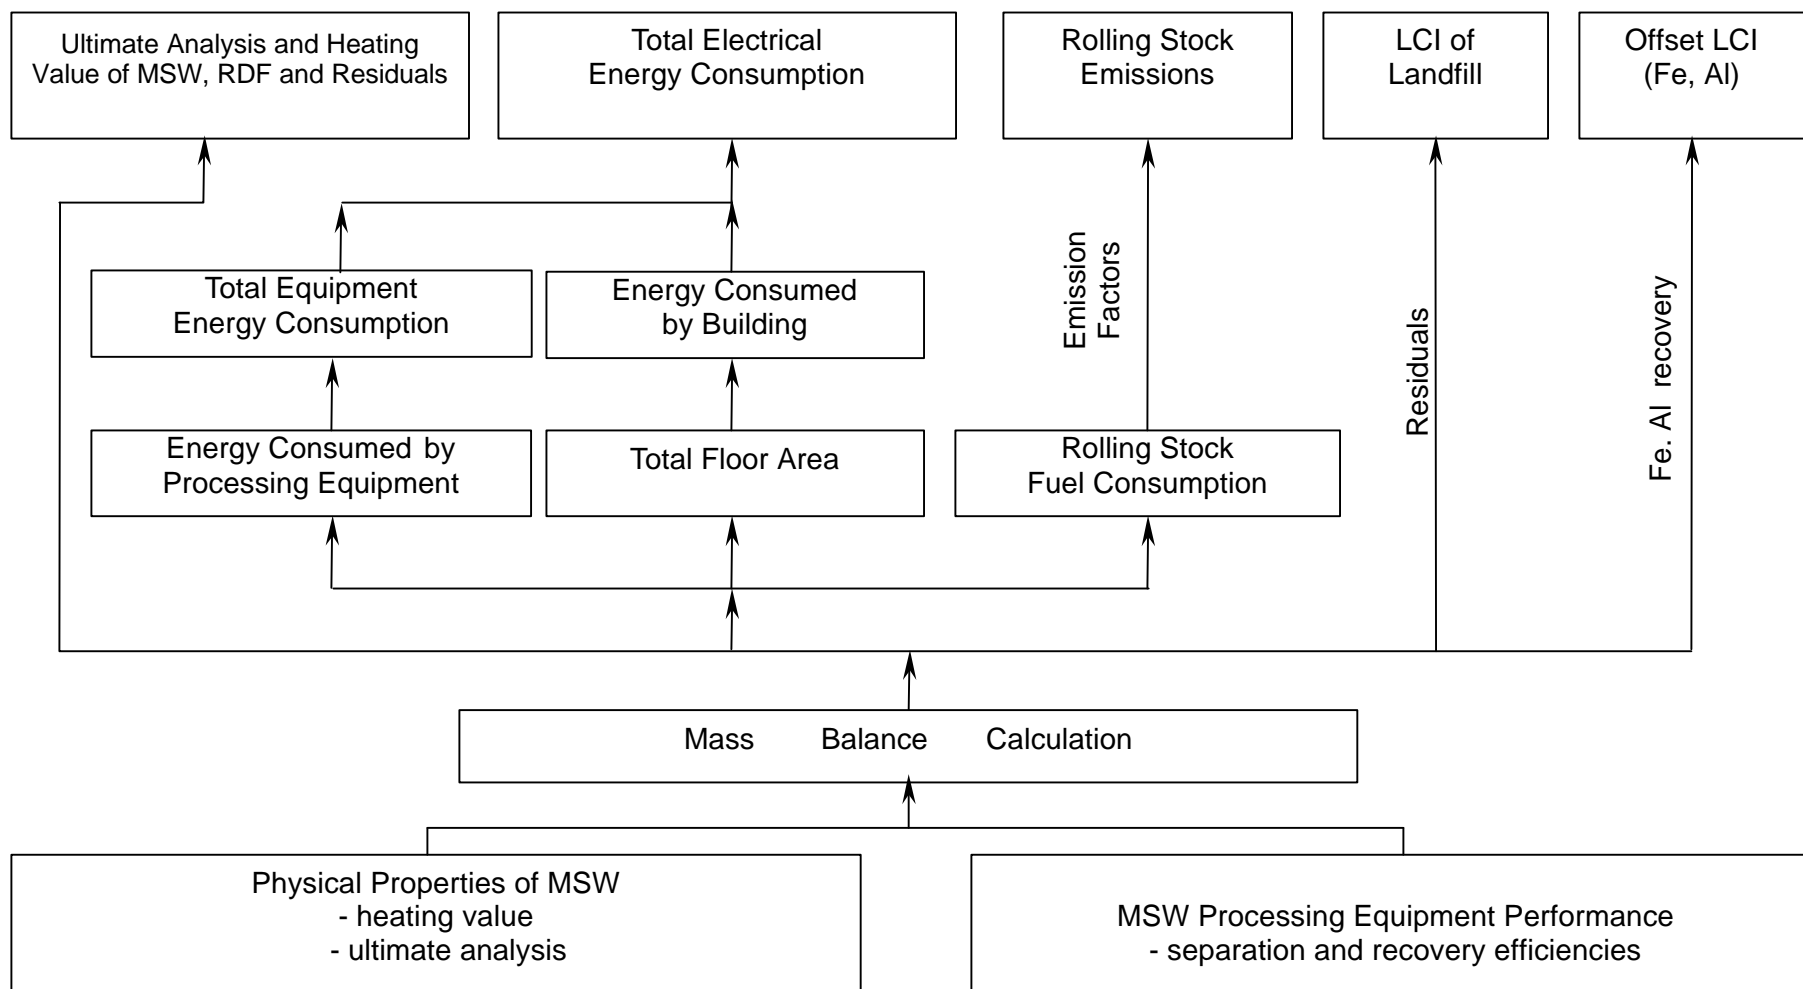 Ultimate Analysis and Heating
Value of MSW, RDF and Residuals
Total Electrical
Energy Consumption
Rolling Stock
Emissions
LCI of
Landfill
Offset LCI
(Fe, Al)
Total Equipment
Energy Consumption
Energy Consumed
by Building
Emission
Factors
Residuals
Fe. Al recovery
Energy Consumed by
Processing Equipment
Total Floor Area
Rolling Stock
Fuel Consumption
Mass Balance Calculation
Physical Properties of MSW
- heating value
- ultimate analysis
MSW Processing Equipment Performance
- separation and recovery efficiencies